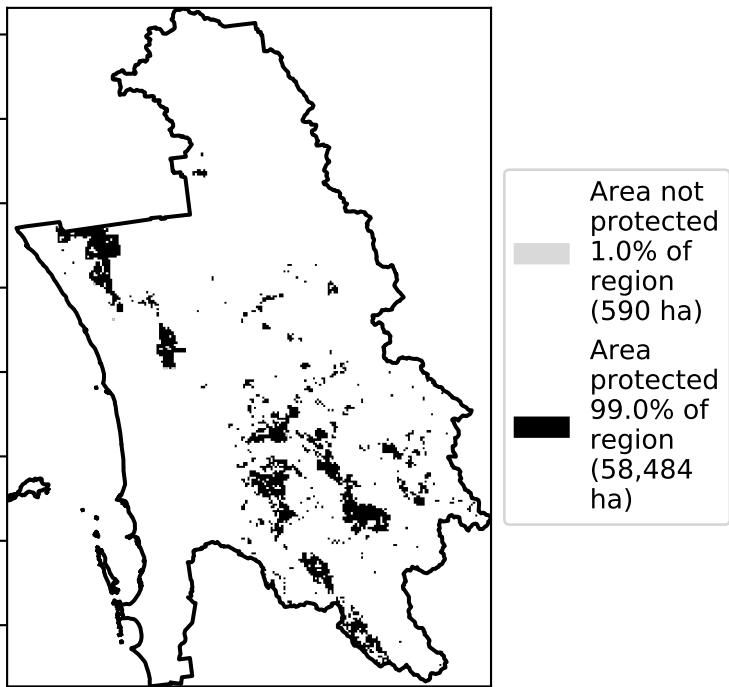 Area not
protected
1.0% of
region
(590 ha)
Area
protected
99.0% of
region
(58,484
ha)